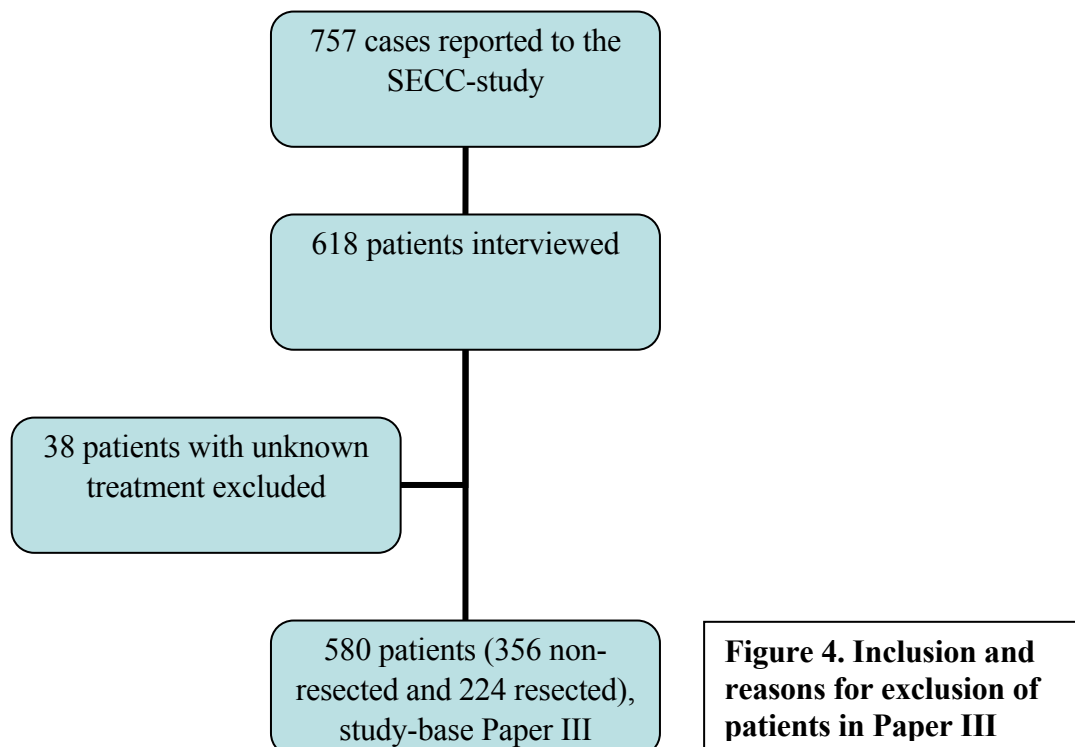 757 cases reported to the
SECC-study
618 patients interviewed
38 patients with unknown
treatment excluded
580 patients (356 non-
resected and 224 resected),
study-base Paper III
Figure 4. Inclusion and
reasons for exclusion of
patients in Paper III